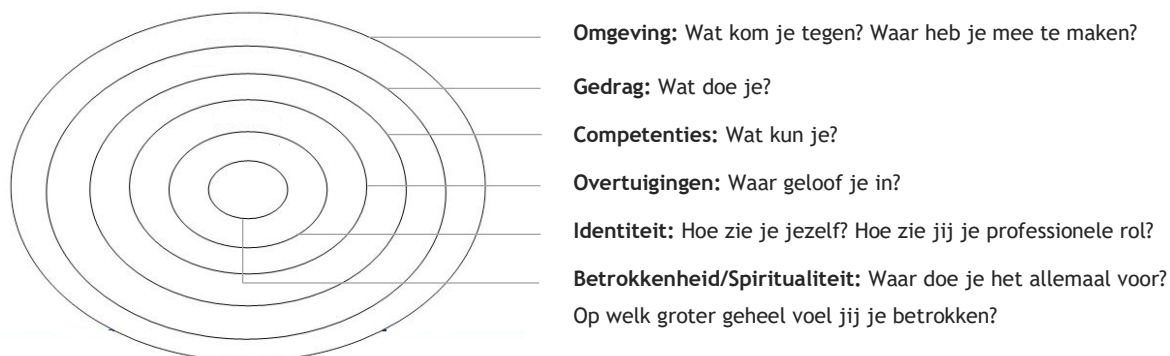 Omgeving: Wat kom je tegen? Waar heb je mee te maken?
Gedrag: Wat doe je?
Competenties: Wat kun je?
Overtuigingen: Waar geloof je in?
Identiteit: Hoe zie je jezelf? Hoe zie jij je professionele rol?
Betrokkenheid/Spiritualiteit: Waar doe je het allemaal voor?
Op welk groter geheel voel jij je betrokken?